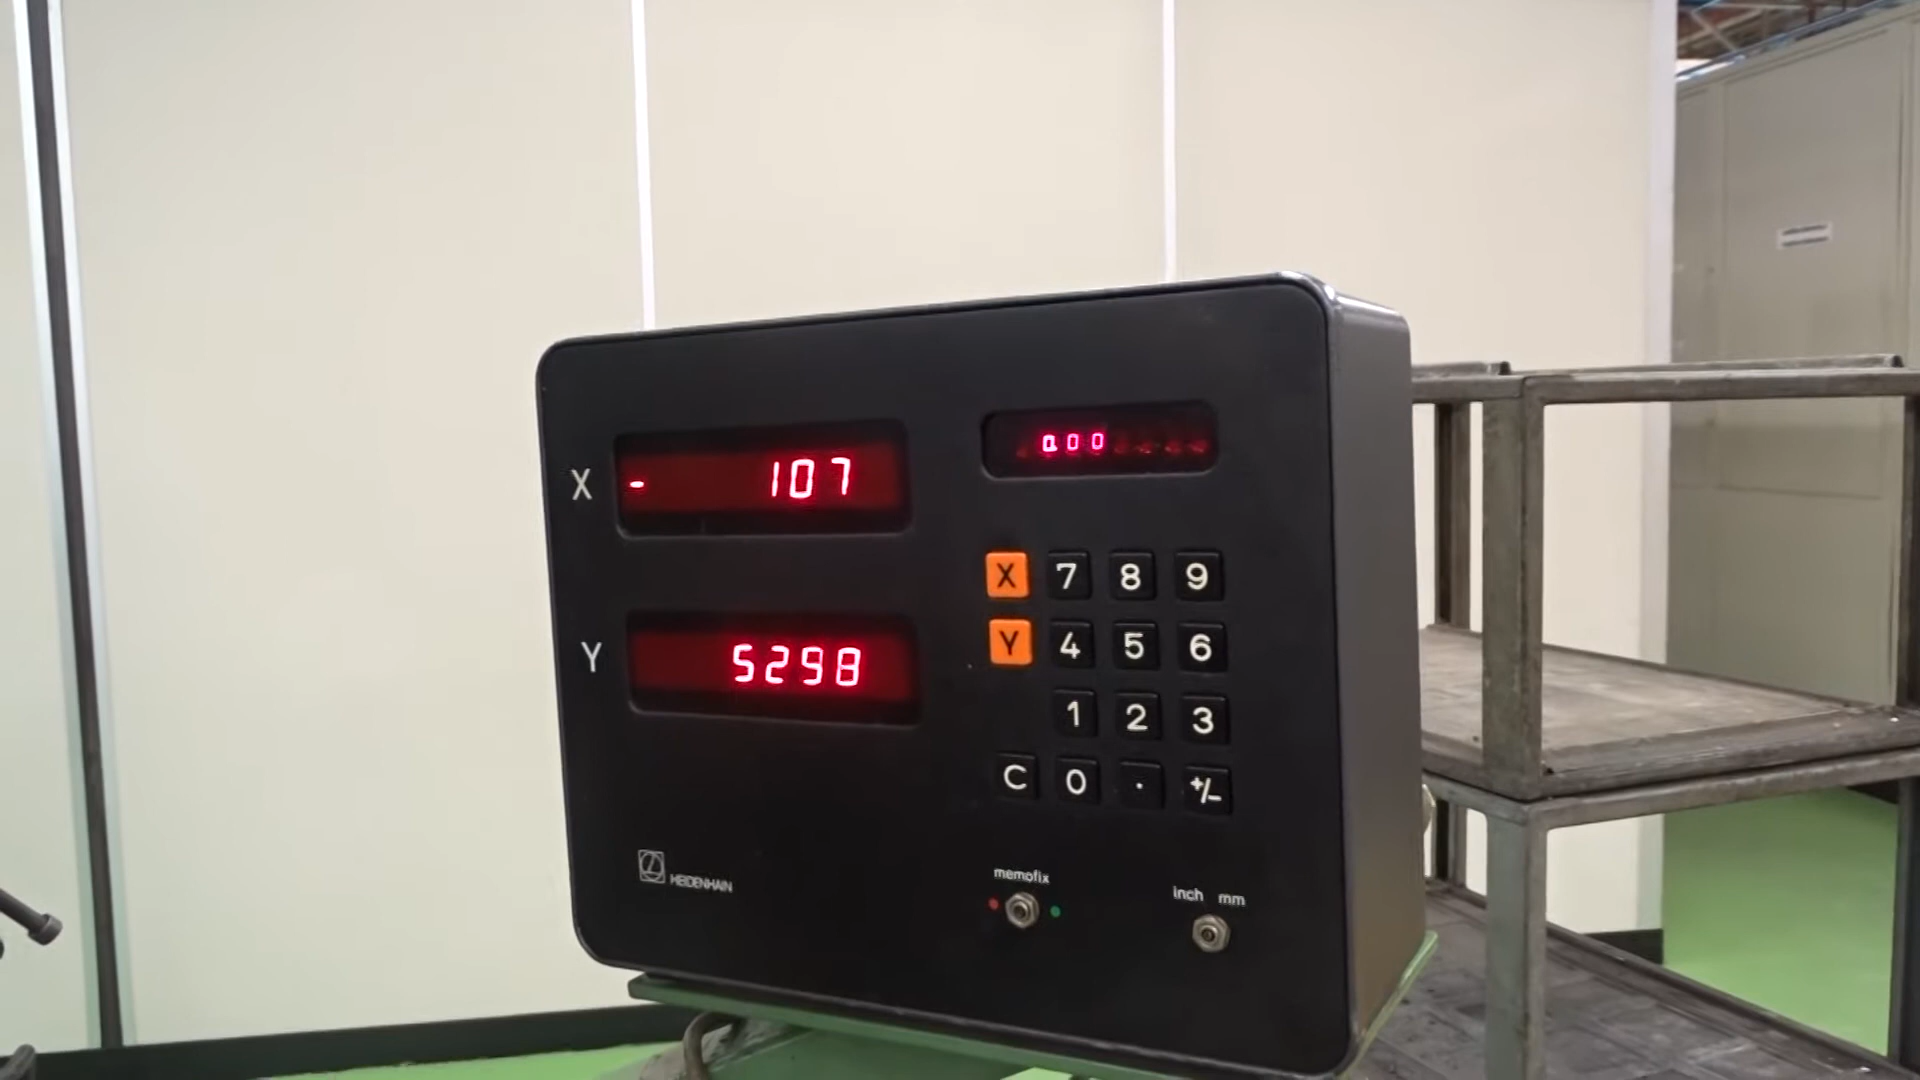 X - 107
0.00
Y 5298
X 7 8 9
Y 4 5 6
1 2 3
C 0 . +/-
HEIDENHAIN
memofix
inch mm